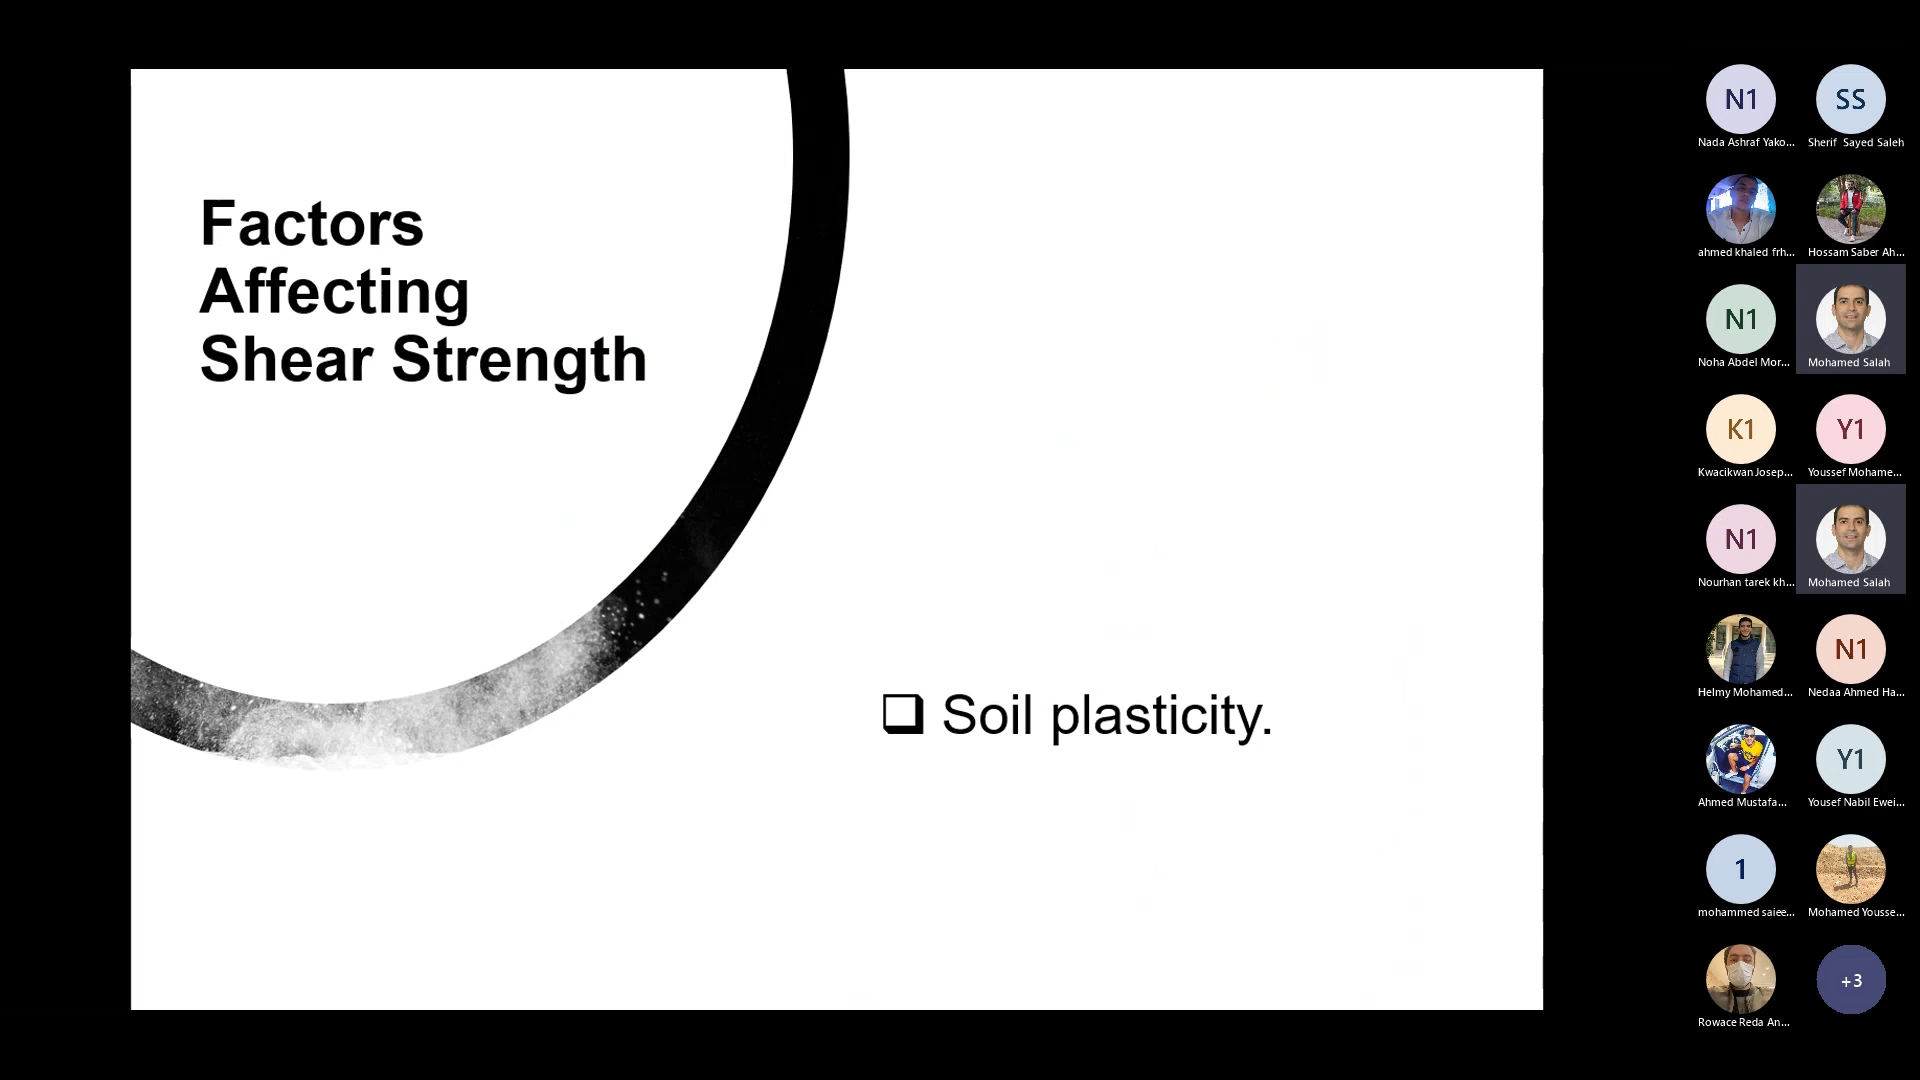 Factors
Affecting
Shear Strength
❑ Soil plasticity.
N1
Nada Ashraf Yako...
SS
Sherif Sayed Saleh
ahmed khaled frh...
Hossam Saber Ah...
N1
Noha Abdel Mor...
Mohamed Salah
K1
Kwacikwan Josep...
Y1
Youssef Mohame...
N1
Nourhan tarek kh...
Mohamed Salah
Helmy Mohamed...
N1
Nedaa Ahmed Ha...
Ahmed Mustafa...
Y1
Yousef Nabil Ewei...
1
mohammed saiee...
Mohamed Yousse...
Rowace Reda An...
+3